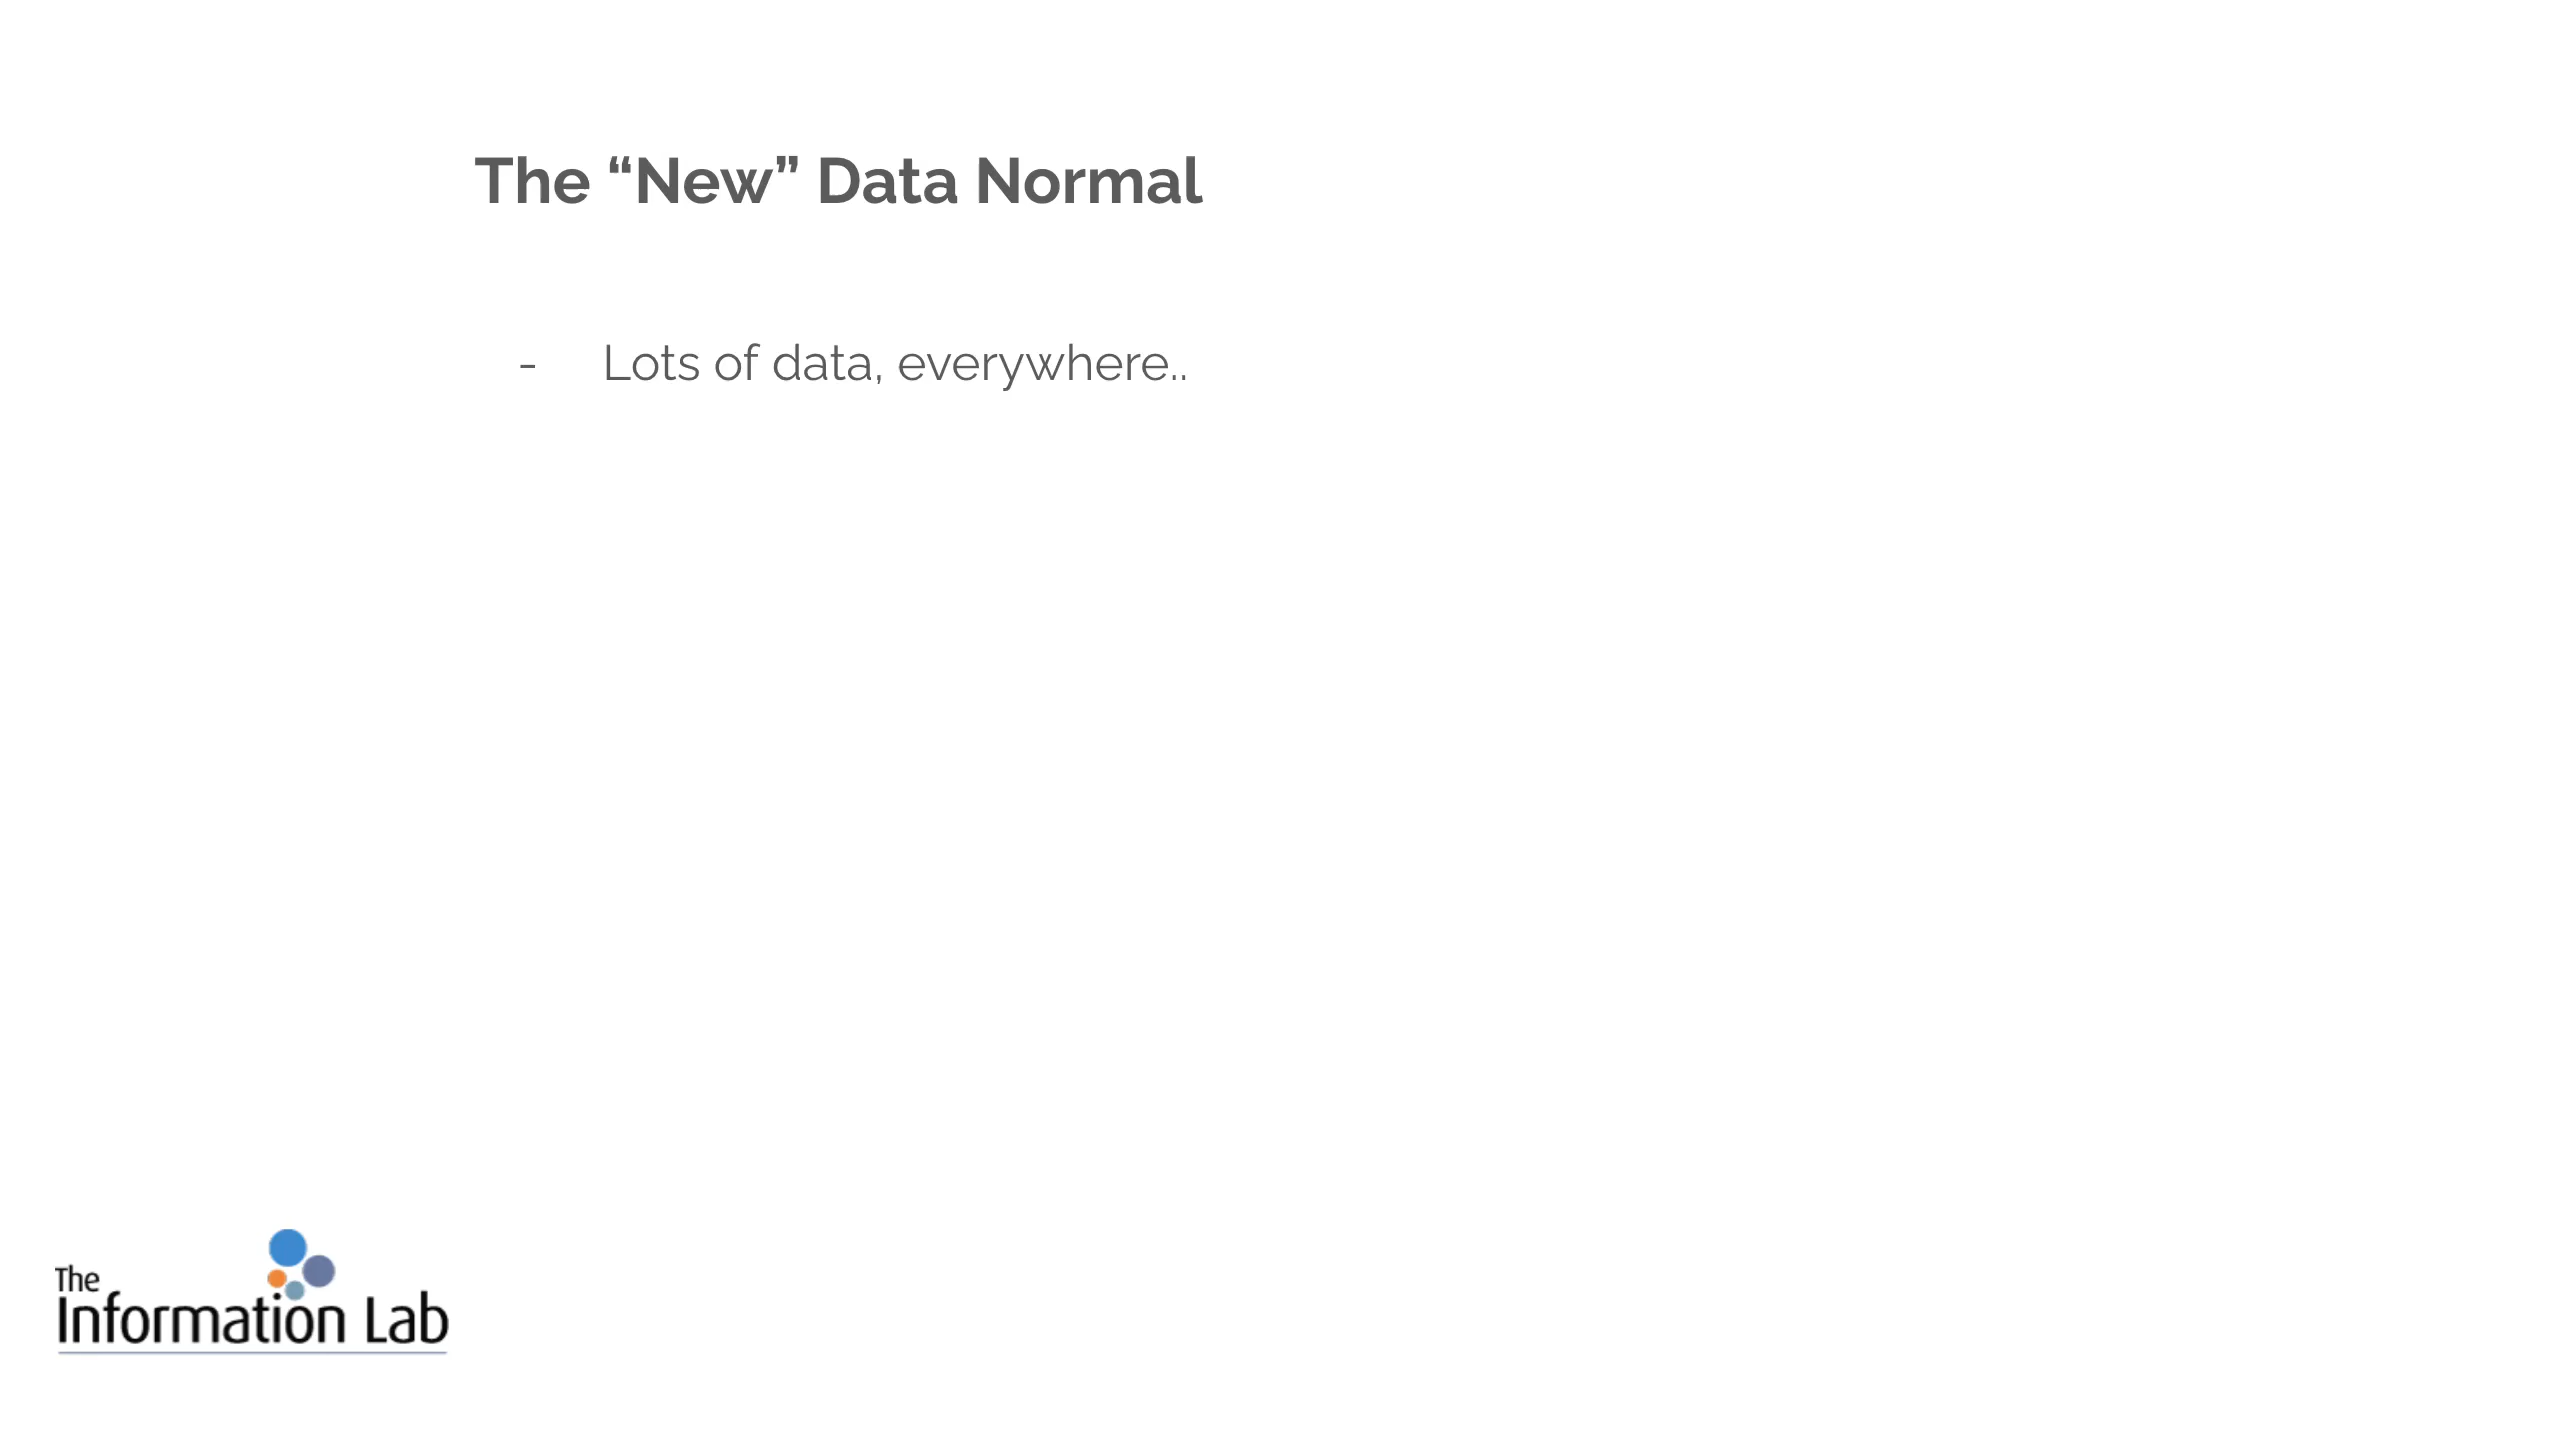 The “New” Data Normal
- Lots of data, everywhere..
The
Information Lab